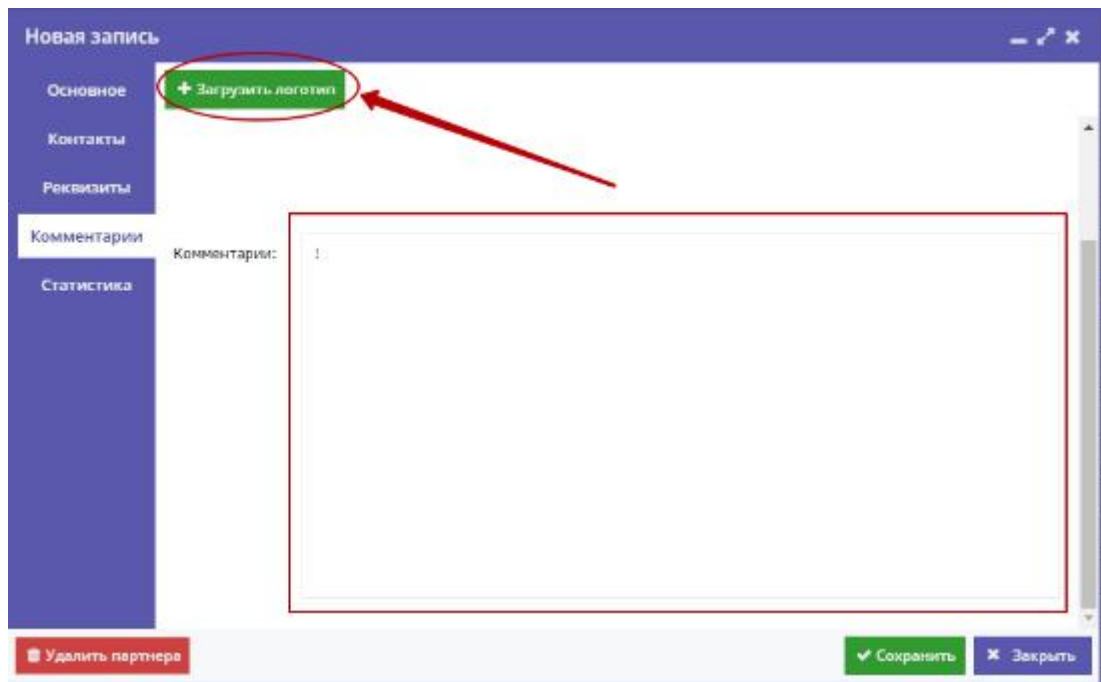 Новая запись
Основное
+ Загрузить логотип
Контакты
Реквизиты
Комментарии
Комментарии:
Статистика
Удалить партнера
Сохранить
Закрыть